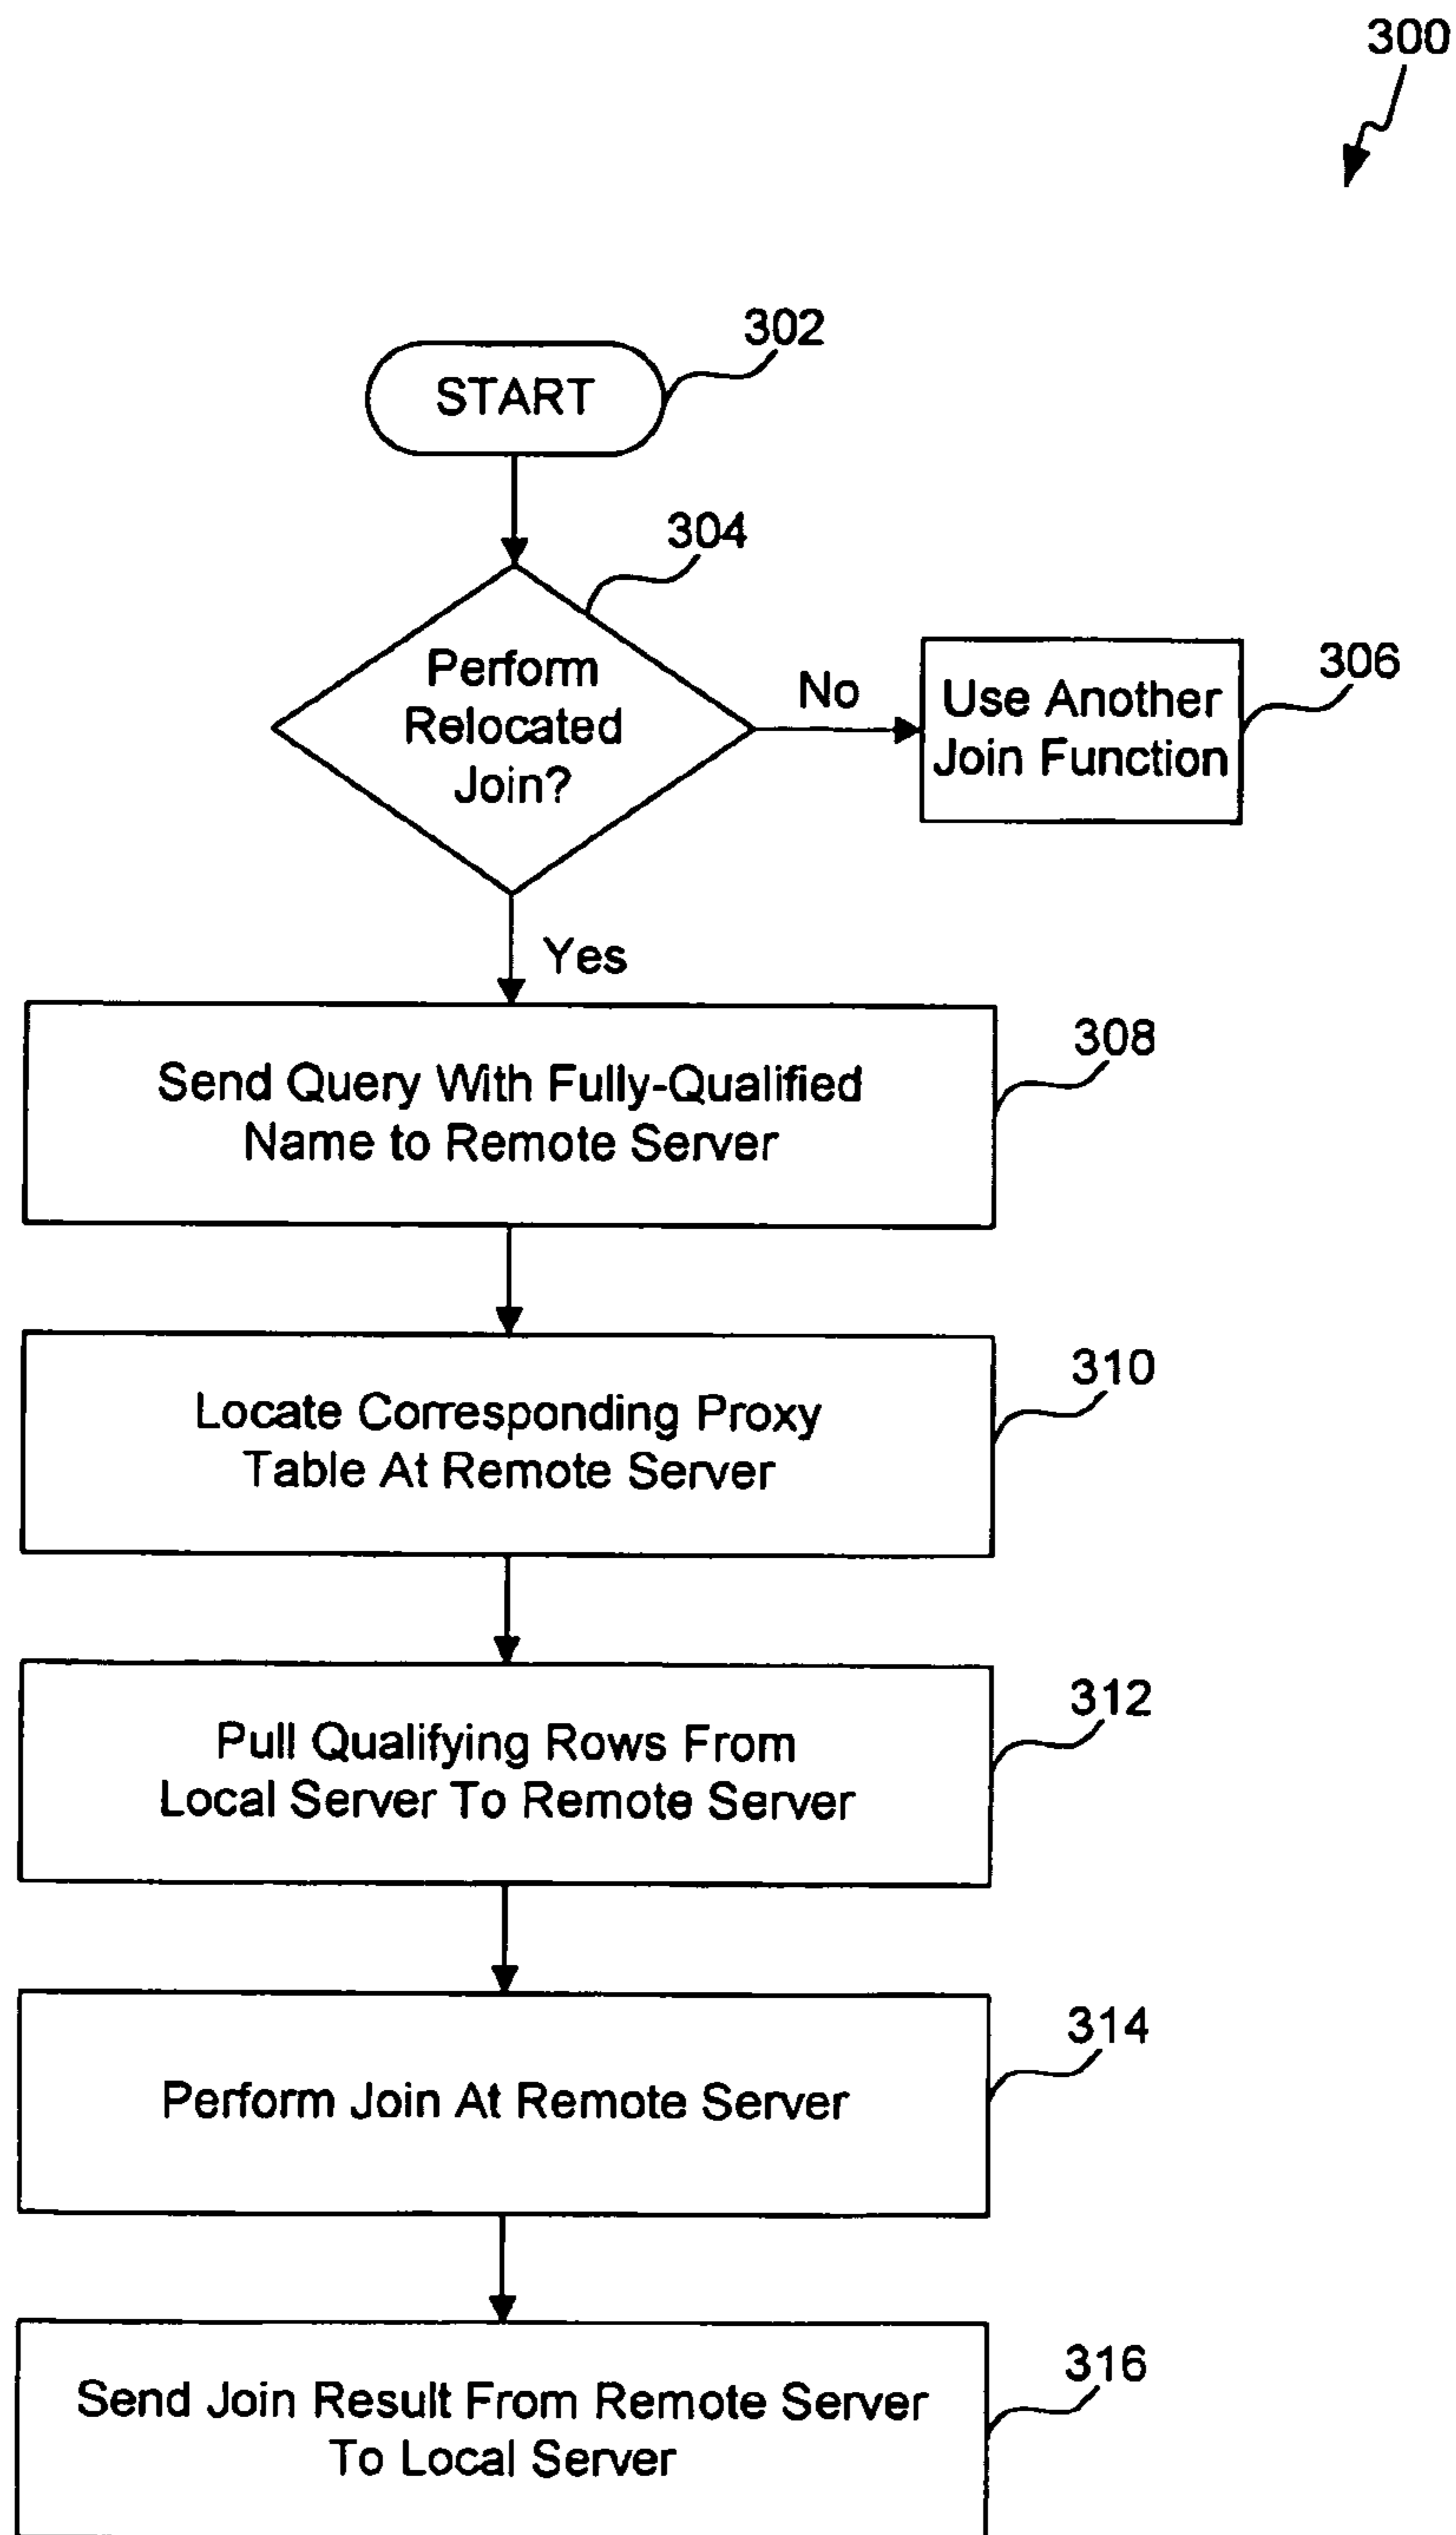 300
302
START
304
Perform
Relocated
Join?
No
Use Another
Join Function
306
Yes
Send Query With Fully-Qualified
Name to Remote Server
308
Locate Corresponding Proxy
Table At Remote Server
310
Pull Qualifying Rows From
Local Server To Remote Server
312
Perform Join At Remote Server
314
Send Join Result From Remote Server
To Local Server
316